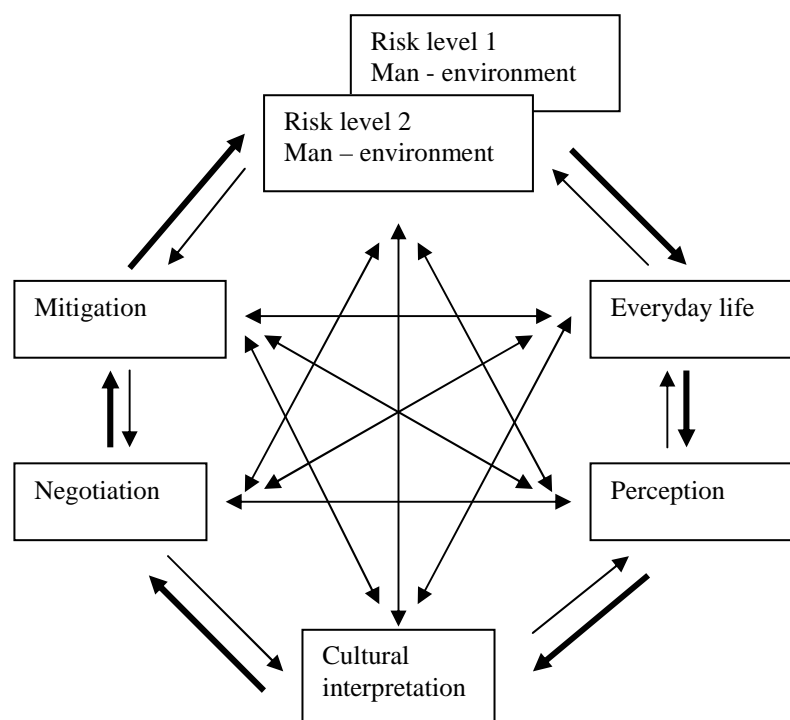 Risk level 1
Man - environment
Risk level 2
Man – environment
Mitigation
Everyday life
Negotiation
Perception
Cultural
interpretation